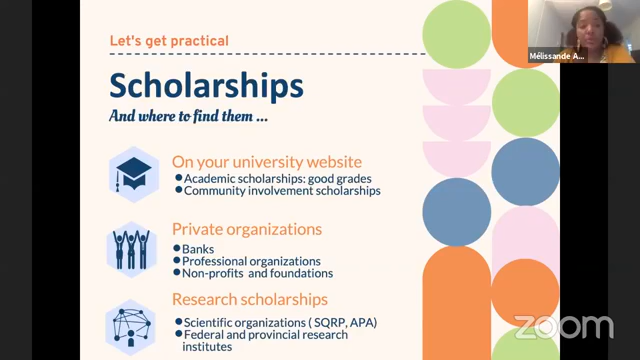 Let's get practical
Scholarships
And where to find them ...
On your university website
Academic scholarships: good grades
Community involvement scholarships
Private organizations
Banks
Professional organizations
Non-profits and foundations
Research scholarships
Scientific organizations ( SQRP, APA)
Federal and provincial research
institutes
Mélissande A...
zoom